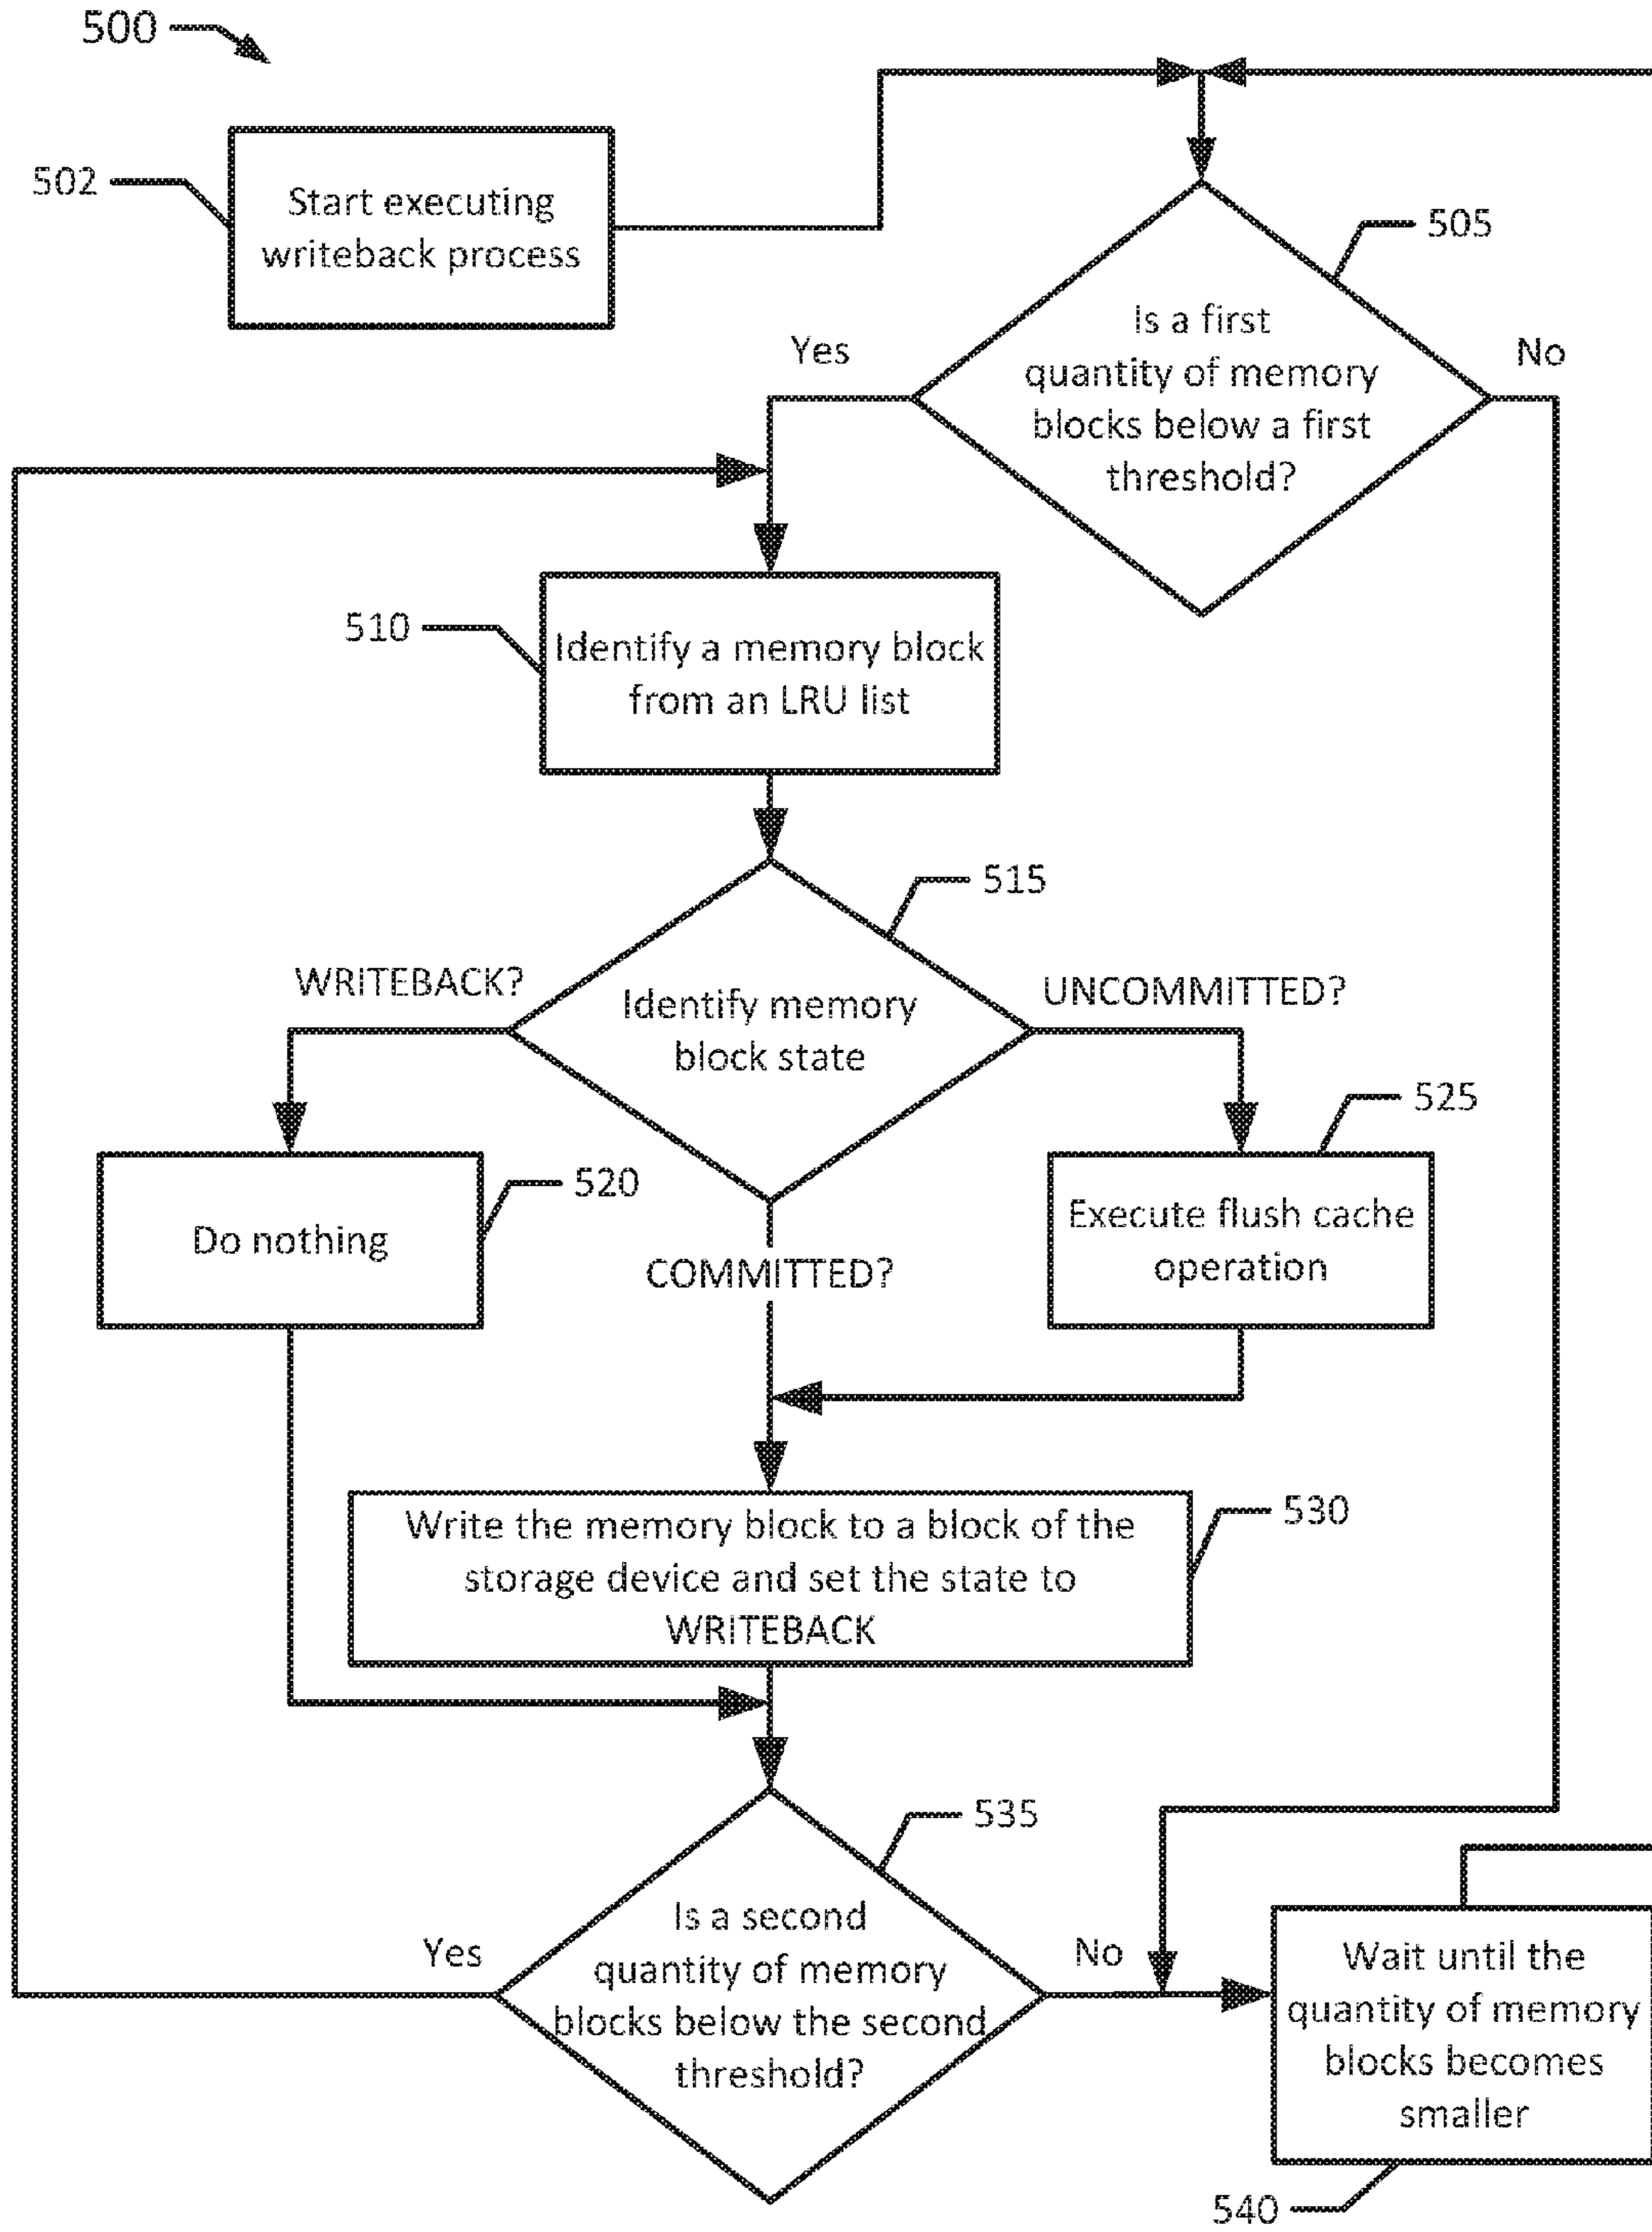 500
502
Start executing
writeback process
505
Is a first
quantity of memory
blocks below a first
threshold?
Yes
No
510
Identify a memory block
from an LRU list
515
Identify memory
block state
WRITEBACK?
UNCOMMITTED?
COMMITTED?
520
Do nothing
525
Execute flush cache
operation
530
Write the memory block to a block of the
storage device and set the state to
WRITEBACK
535
Is a second
quantity of memory
blocks below the second
threshold?
Yes
No
Wait until the
quantity of memory
blocks becomes
smaller
540